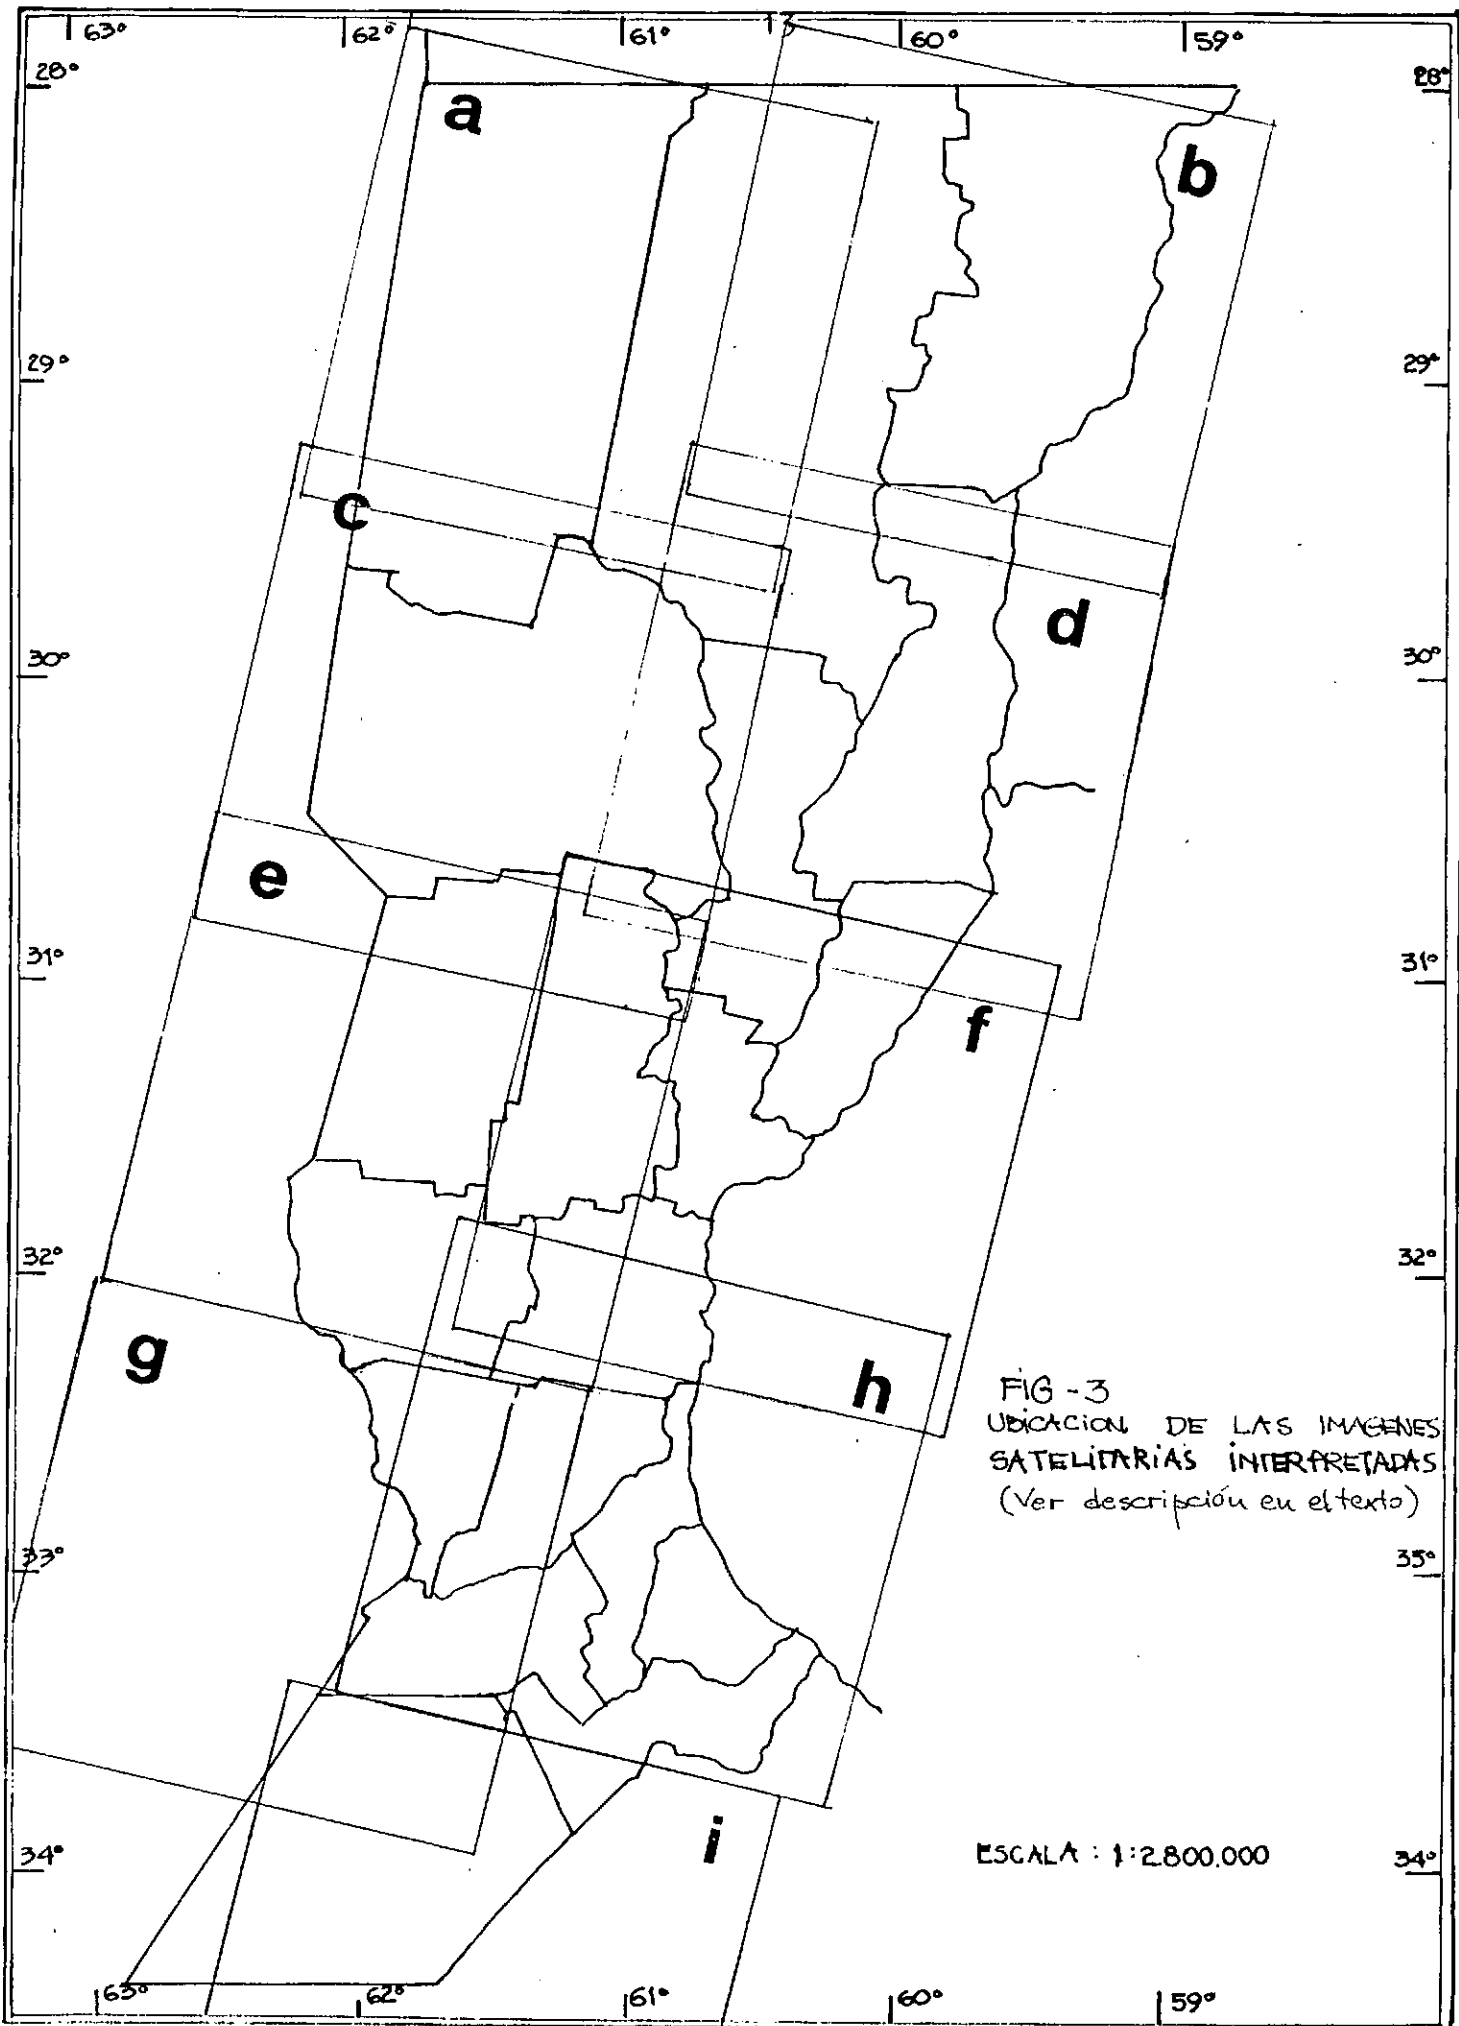 63° 62° 61° 60° 59°
28° 28°
a
b
29° 29°
c
d
30° 30°
e
31° 31°
f
32° 32°
g
h
FIG - 3
UBICACION DE LAS IMAGENES
SATELITARIAS INTERPRETADAS
(Ver descripción en el texto)
33° 35°
i
34° 34°
ESCALA : 1:2.800.000
63° 62° 61° 60° 59°